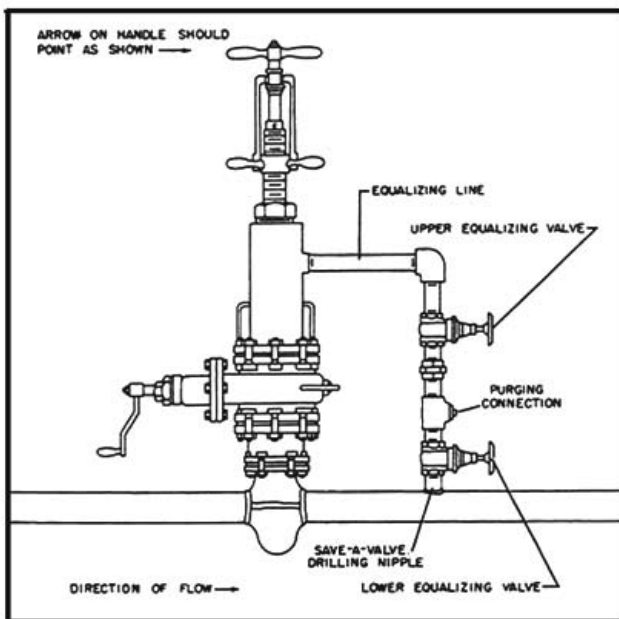 ARROW ON HANDLE SHOULD
POINT AS SHOWN
EQUALIZING LINE
UPPER EQUALIZING VALVE
PURGING
CONNECTION
SAVE-A-VALVE
DRILLING NIPPLE
DIRECTION OF FLOW
LOWER EQUALIZING VALVE